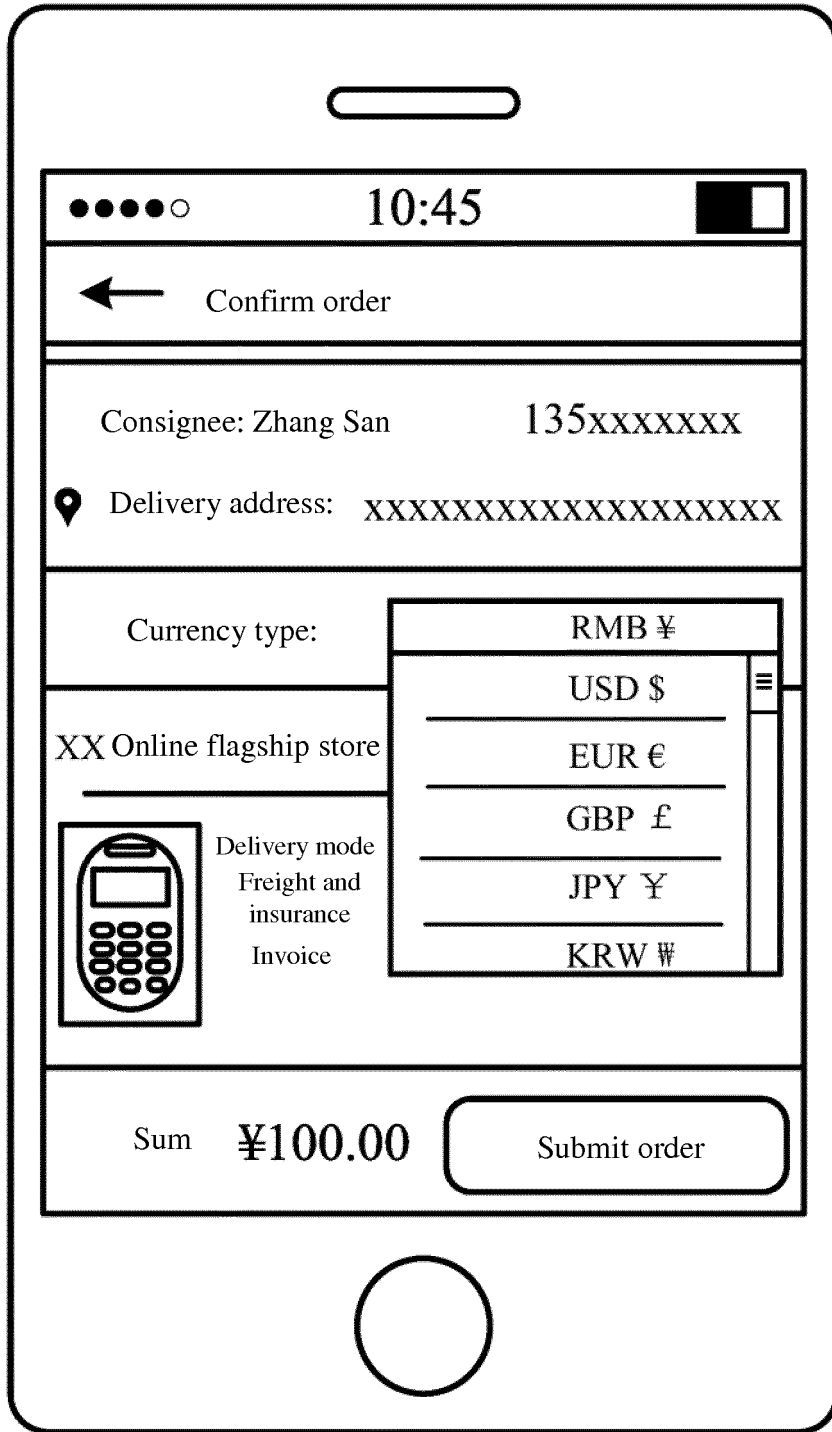 10:45
Confirm order
Consignee: Zhang San 135xxxxxxx
Delivery address: xxxxxxxxxxxxxxxxxxx
Currency type: RMB ¥
USD $
EUR €
GBP £
JPY ¥
KRW ₩
XX Online flagship store
Delivery mode
Freight and
insurance
Invoice
Sum ¥100.00 Submit order